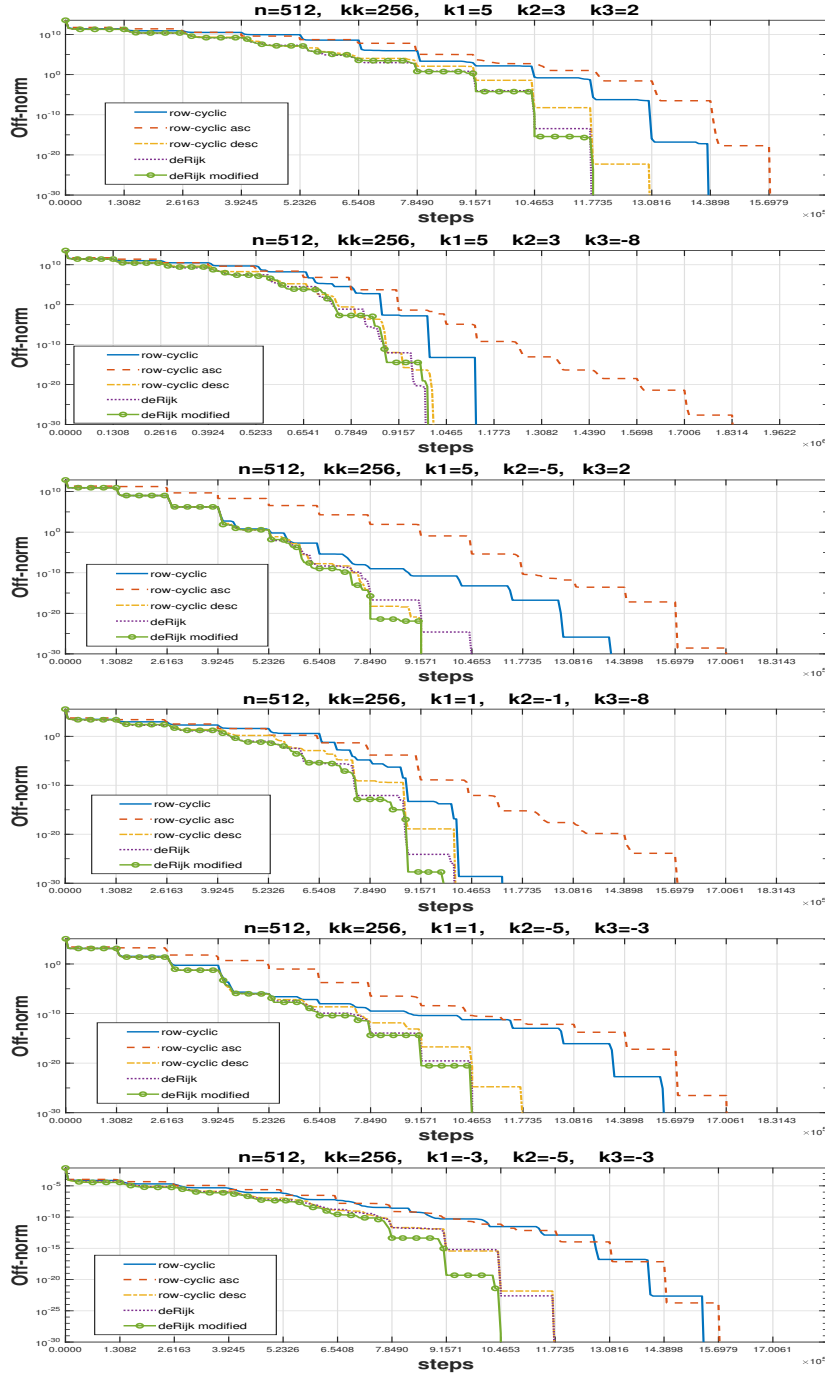 n=512, kk=256, k1=5 k2=3 k3=2
10^10
10^0
10^-10
10^-20
10^-30
Off-norm
row-cyclic
row-cyclic asc
row-cyclic desc
deRijk
deRijk modified
0.0000 1.3082 2.6163 3.9245 5.2326 6.5408 7.8490 9.1571 10.4653 11.7735 13.0816 14.3898 15.6979
steps
n=512, kk=256, k1=5 k2=3 k3=-8
10^10
10^0
10^-10
10^-20
10^-30
Off-norm
row-cyclic
row-cyclic asc
row-cyclic desc
deRijk
deRijk modified
0.0000 0.1308 0.2616 0.3924 0.5233 0.6541 0.7849 0.9157 1.0465 1.1773 1.3082 1.4390 1.5698 1.7006 1.8314 1.9622
steps
n=512, kk=256, k1=5, k2=-5, k3=2
10^10
10^0
10^-10
10^-20
10^-30
Off-norm
row-cyclic
row-cyclic asc
row-cyclic desc
deRijk
deRijk modified
0.0000 1.3082 2.6163 3.9245 5.2326 6.5408 7.8490 9.1571 10.4653 11.7735 13.0816 14.3898 15.6979 17.0061 18.3143
steps
n=512, kk=256, k1=1, k2=-1, k3=-8
10^0
10^-10
10^-20
10^-30
Off-norm
row-cyclic
row-cyclic asc
row-cyclic desc
deRijk
deRijk modified
0.0000 1.3082 2.6163 3.9245 5.2326 6.5408 7.8490 9.1571 10.4653 11.7735 13.0816 14.3898 15.6979 17.0061 18.3143
steps
n=512, kk=256, k1=1, k2=-5, k3=-3
10^0
10^-10
10^-20
10^-30
Off-norm
row-cyclic
row-cyclic asc
row-cyclic desc
deRijk
deRijk modified
0.0000 1.3082 2.6163 3.9245 5.2326 6.5408 7.8490 9.1571 10.4653 11.7735 13.0816 14.3898 15.6979 17.0061 18.3143
steps
n=512, kk=256, k1=-3, k2=-5, k3=-3
10^-5
10^-10
10^-15
10^-20
10^-25
10^-30
Off-norm
row-cyclic
row-cyclic asc
row-cyclic desc
deRijk
deRijk modified
0.0000 1.3082 2.6163 3.9245 5.2326 6.5408 7.8490 9.1571 10.4653 11.7735 13.0816 14.3898 15.6979 17.0061
steps